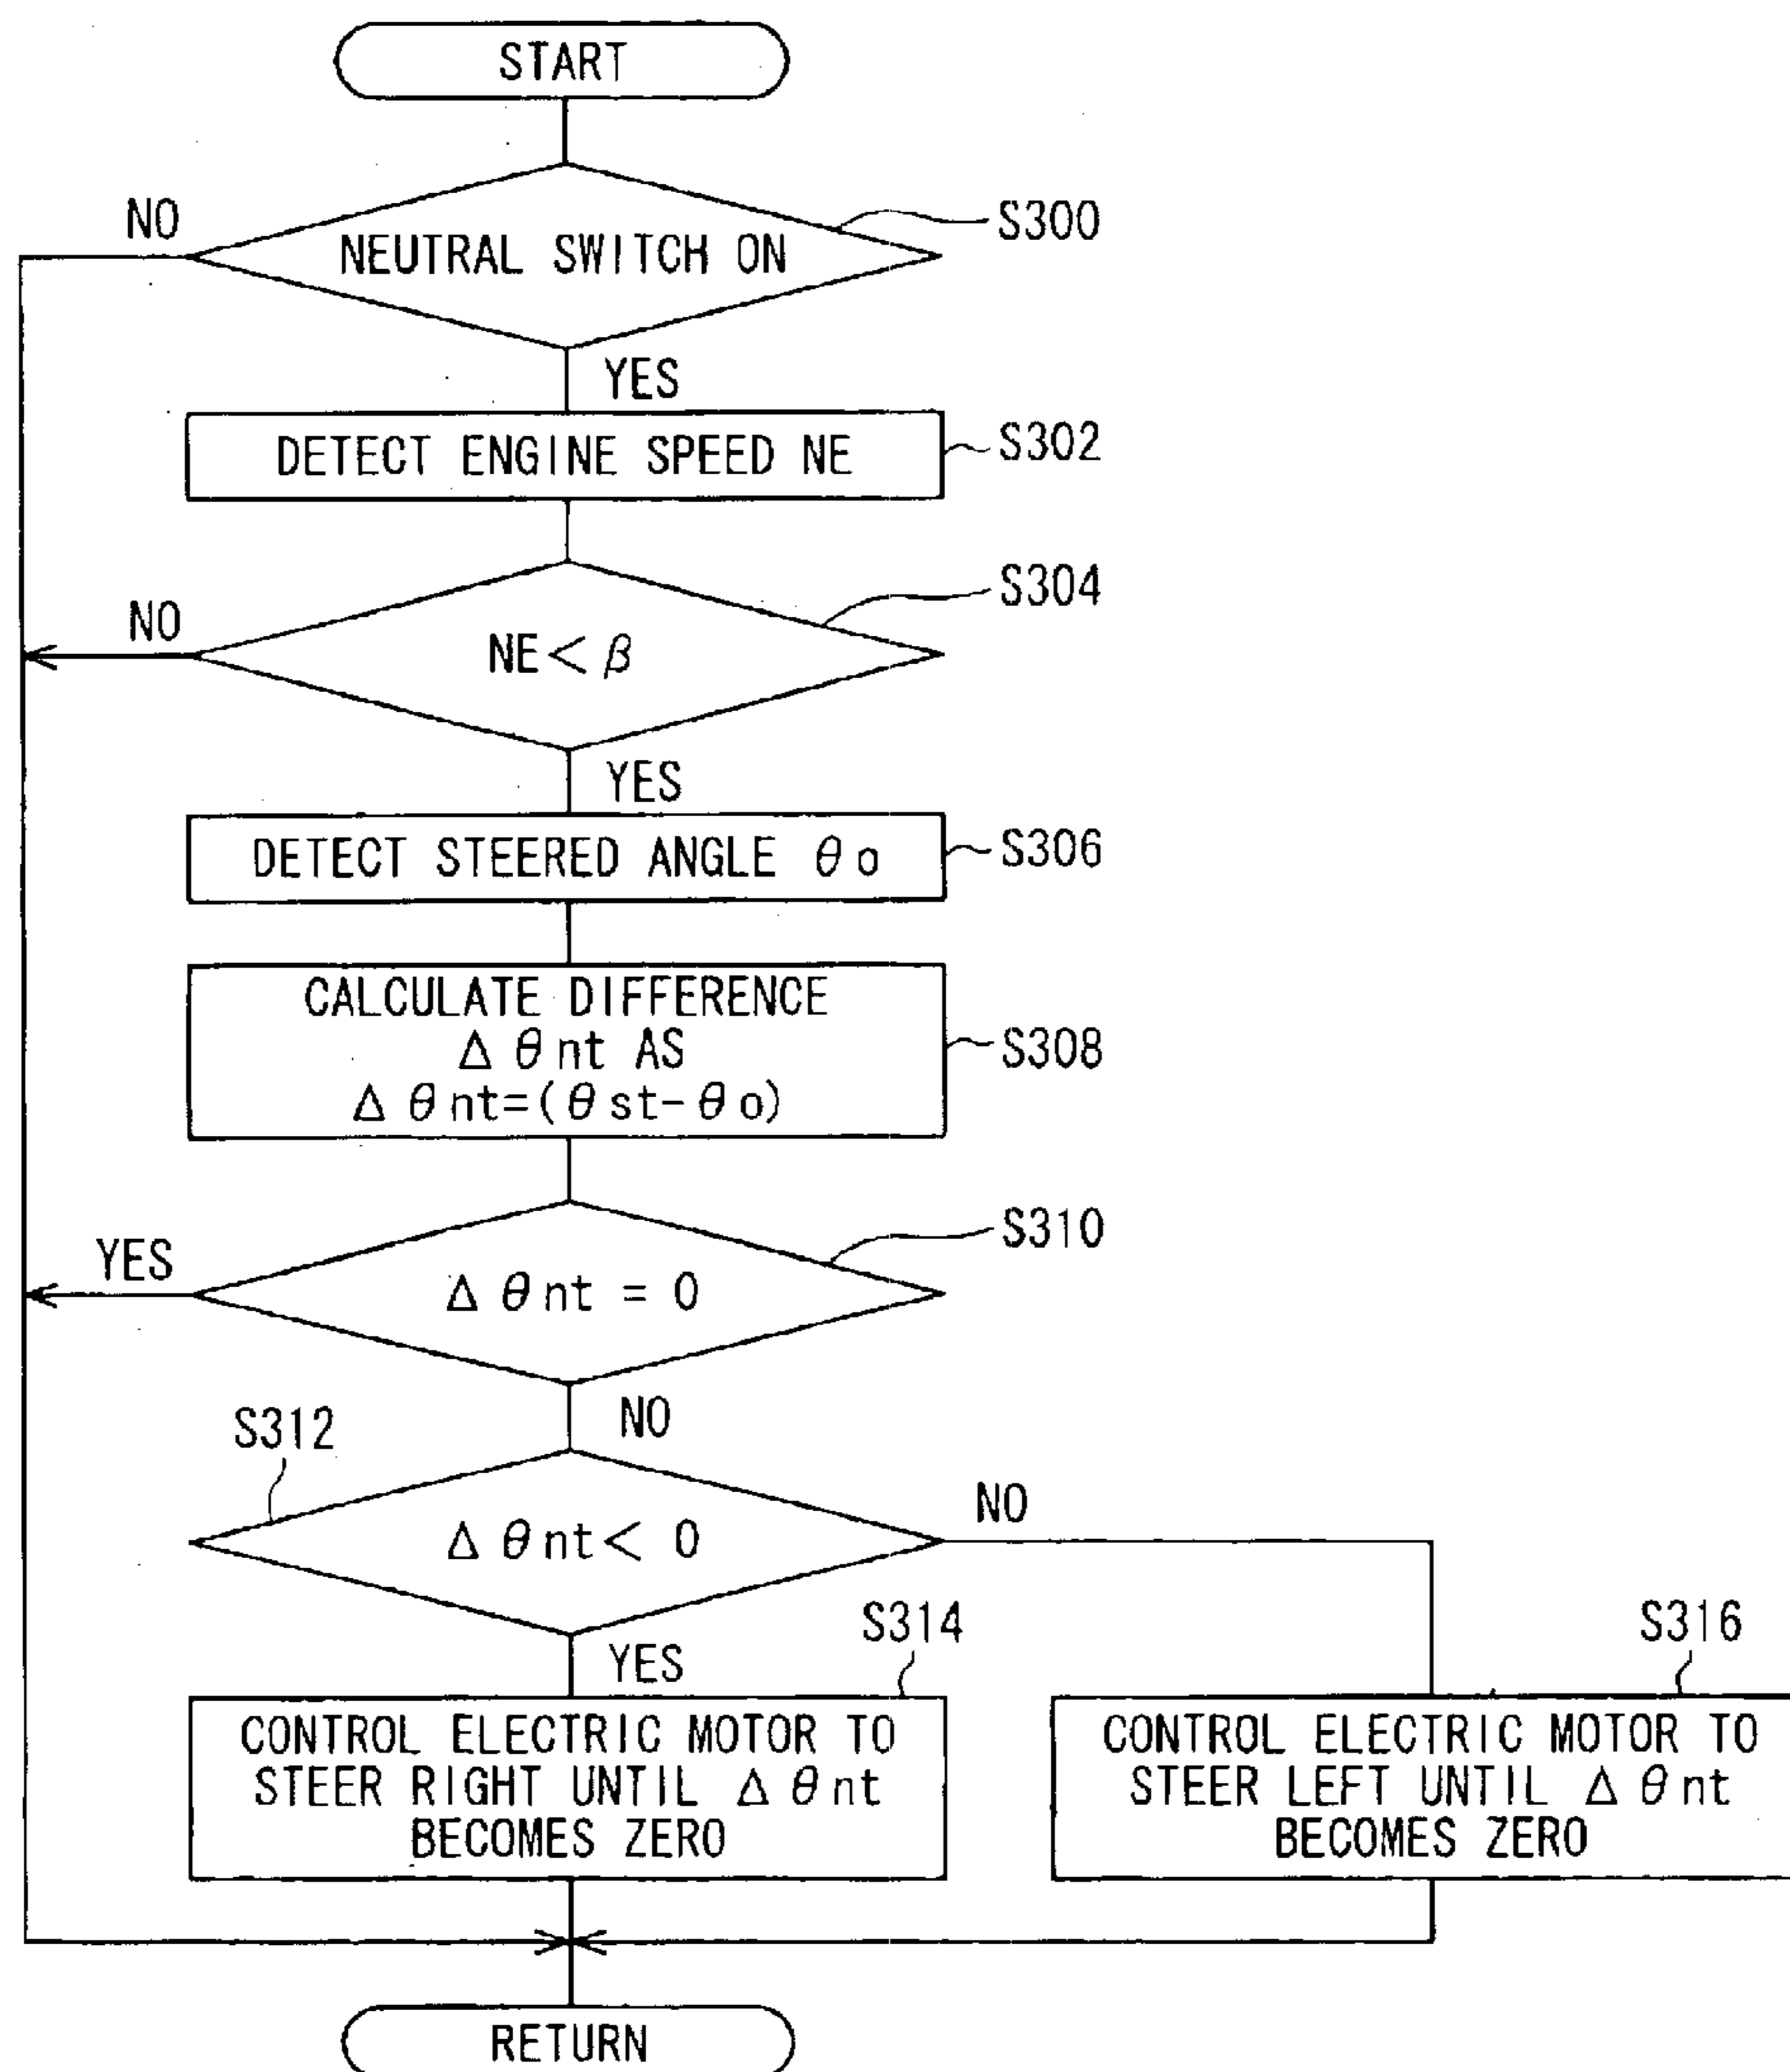 START
NO
S300
NEUTRAL SWITCH ON
YES
DETECT ENGINE SPEED NE
S302
S304
NO
NE<β
YES
DETECT STEERED ANGLE θo
S306
CALCULATE DIFFERENCE
Δθnt AS
Δθnt=(θst-θo)
S308
S310
YES
Δθnt = 0
NO
S312
NO
Δθnt< 0
S314
S316
YES
CONTROL ELECTRIC MOTOR TO
STEER RIGHT UNTIL Δθnt
BECOMES ZERO
CONTROL ELECTRIC MOTOR TO
STEER LEFT UNTIL Δθnt
BECOMES ZERO
RETURN